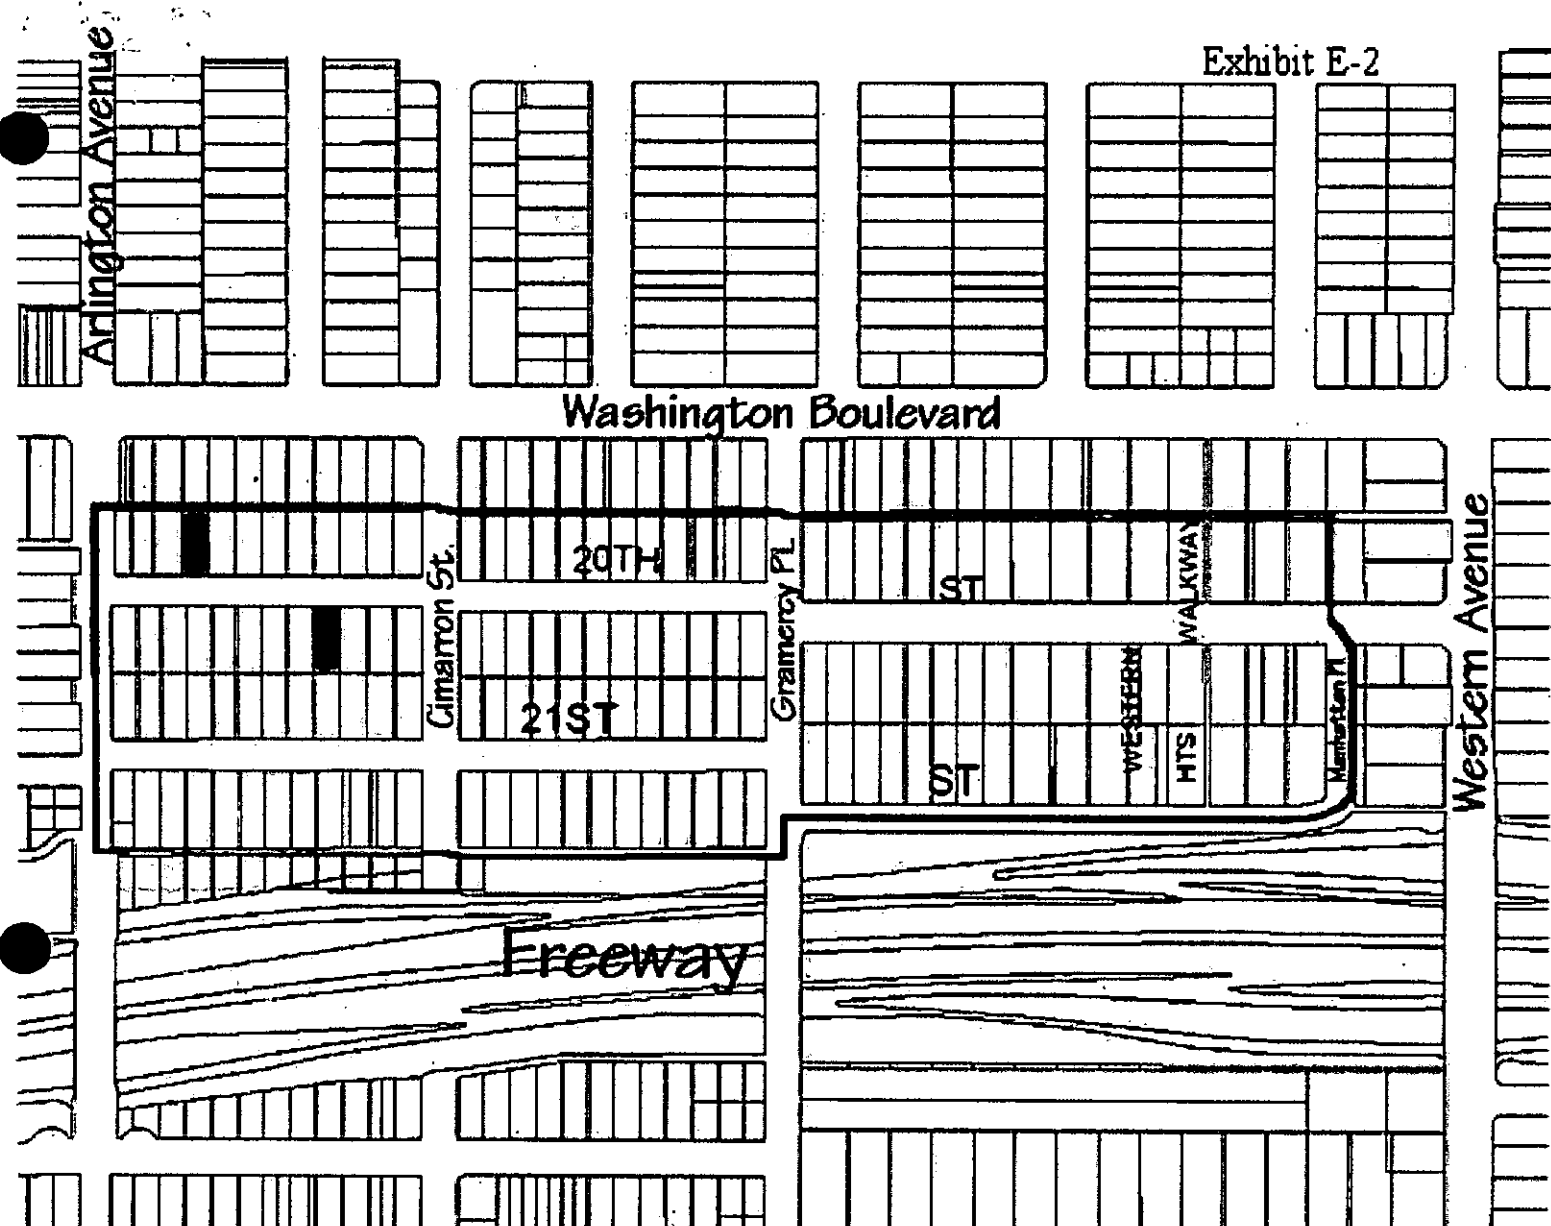 Exhibit E-2
Arlington Avenue
Washington Boulevard
Cimarron St.
20TH
Gramercy PL
ST
WALKWAY
Western Avenue
21ST
WESTERN
HTS
ST
Manhattan Pl
Freeway